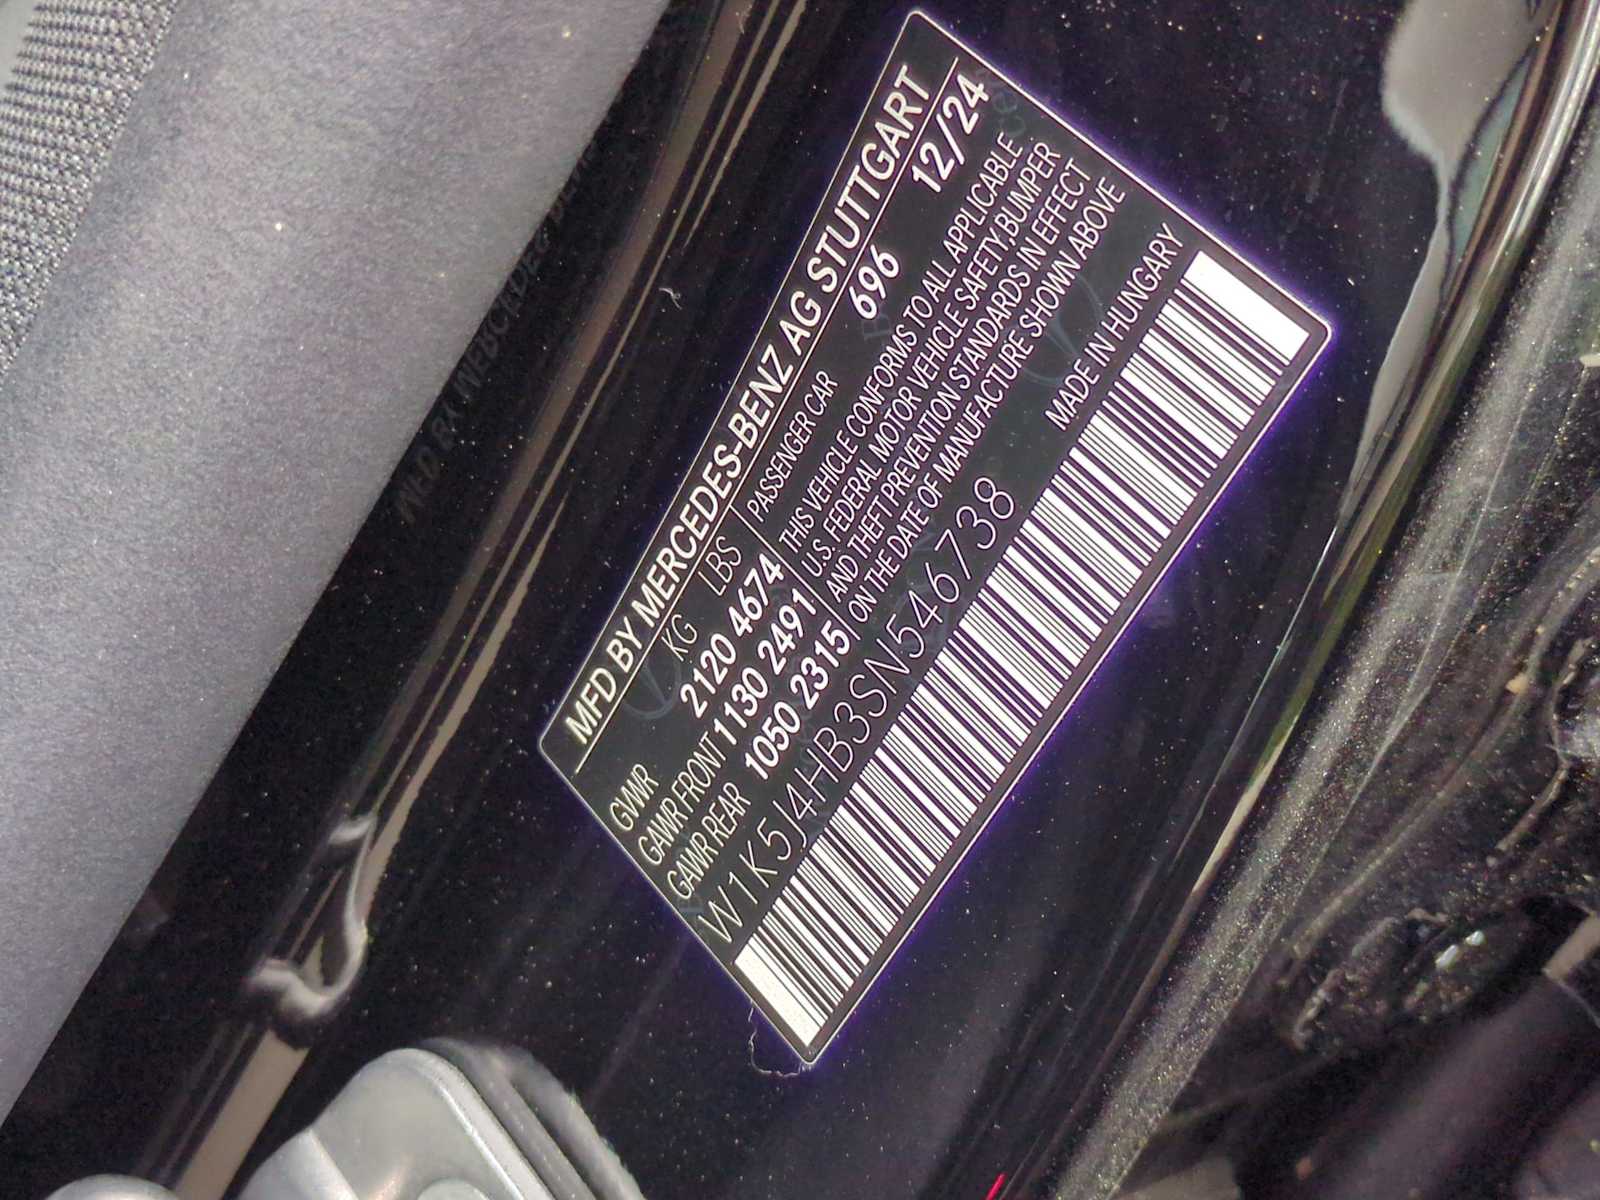 MFD BY MERCEDES-BENZ AG STUTTGART
KG LBS 696 12/24
GVWR 2120 4674 PASSENGER CAR
GAWR FRONT 1130 2491 THIS VEHICLE CONFORMS TO ALL APPLICABLE
GAWR REAR 1050 2315 U.S. FEDERAL MOTOR VEHICLE SAFETY,BUMPER
AND THEFT PREVENTION STANDARDS IN EFFECT
ON THE DATE OF MANUFACTURE SHOWN ABOVE
W1K5J4HB3SN546738 MADE IN HUNGARY